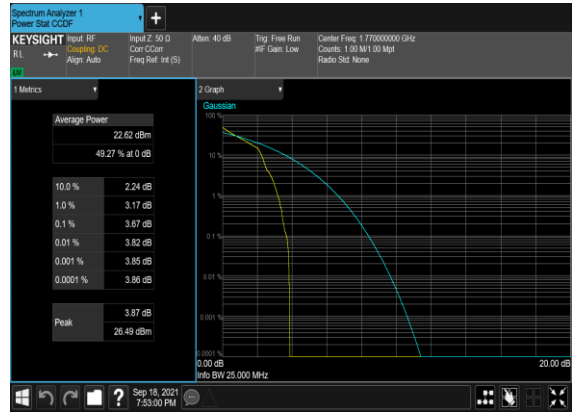 Spectrum Analyzer 1
Power Stat CCDF
+
KEYSIGHT Input: RF Input Z: 50 Ω Atten: 40 dB Trig: Free Run Center Freq: 1.770000000 GHz
RL Coupling: DC Corr CCorr #IF Gain: Low Counts: 1.00 M/1.00 Mpt
Align: Auto Freq Ref: Int (S) Radio Std: None
1 Metrics
2 Graph
Gaussian
Average Power
22.62 dBm
49.27 % at 0 dB
10.0 % 2.24 dB
1.0 % 3.17 dB
0.1 % 3.67 dB
0.01 % 3.82 dB
0.001 % 3.85 dB
0.0001 % 3.86 dB
Peak
3.87 dB
26.49 dBm
100 %
10 %
1 %
0.1 %
0.01 %
0.001 %
0.0001 %
0.00 dB 20.00 dB
Info BW 25.000 MHz
? Sep 18, 2021
7:53:00 PM